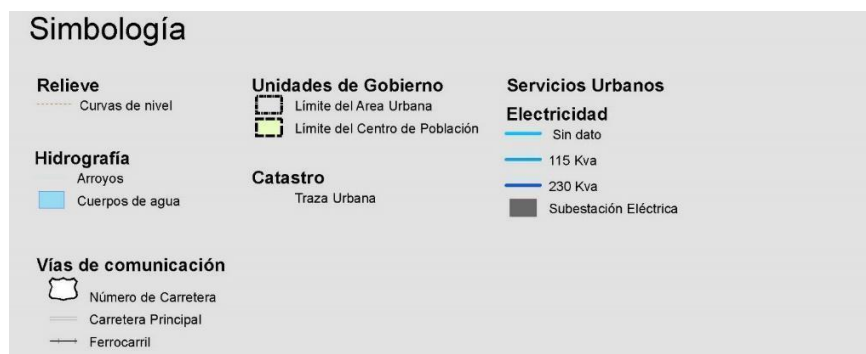 Simbología
Relieve
Curvas de nivel
Hidrografía
Arroyos
Cuerpos de agua
Vías de comunicación
Número de Carretera
Carretera Principal
Ferrocarril
Unidades de Gobierno
Límite del Area Urbana
Límite del Centro de Población
Catastro
Traza Urbana
Servicios Urbanos
Electricidad
Sin dato
115 Kva
230 Kva
Subestación Eléctrica